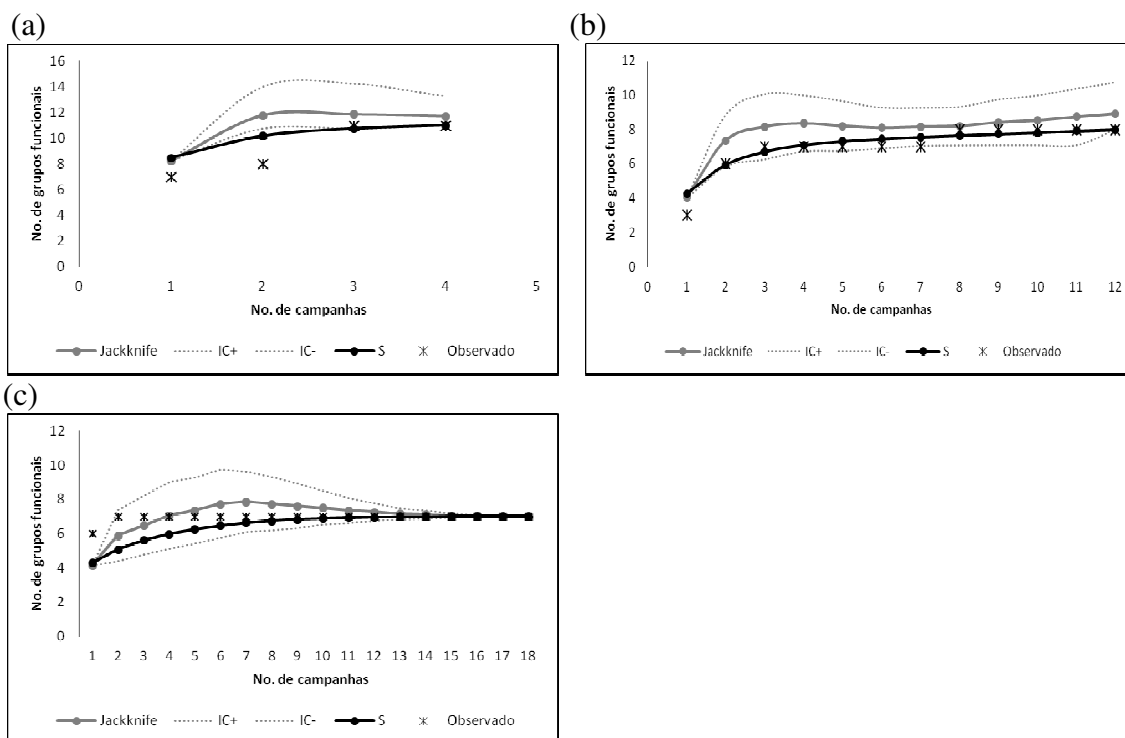 (a)
No. de grupos funcionais
16
14
12
10
8
6
4
2
0
0 1 2 3 4 5
No. de campanhas
Jackknife IC+ IC- S Observado
(b)
No. de grupos funcionais
12
10
8
6
4
2
0
0 1 2 3 4 5 6 7 8 9 10 11 12
No. de campanhas
Jackknife IC+ IC- S Observado
(c)
No. de grupos funcionais
12
10
8
6
4
2
0
1 2 3 4 5 6 7 8 9 10 11 12 13 14 15 16 17 18
No. de campanhas
Jackknife IC+ IC- S Observado